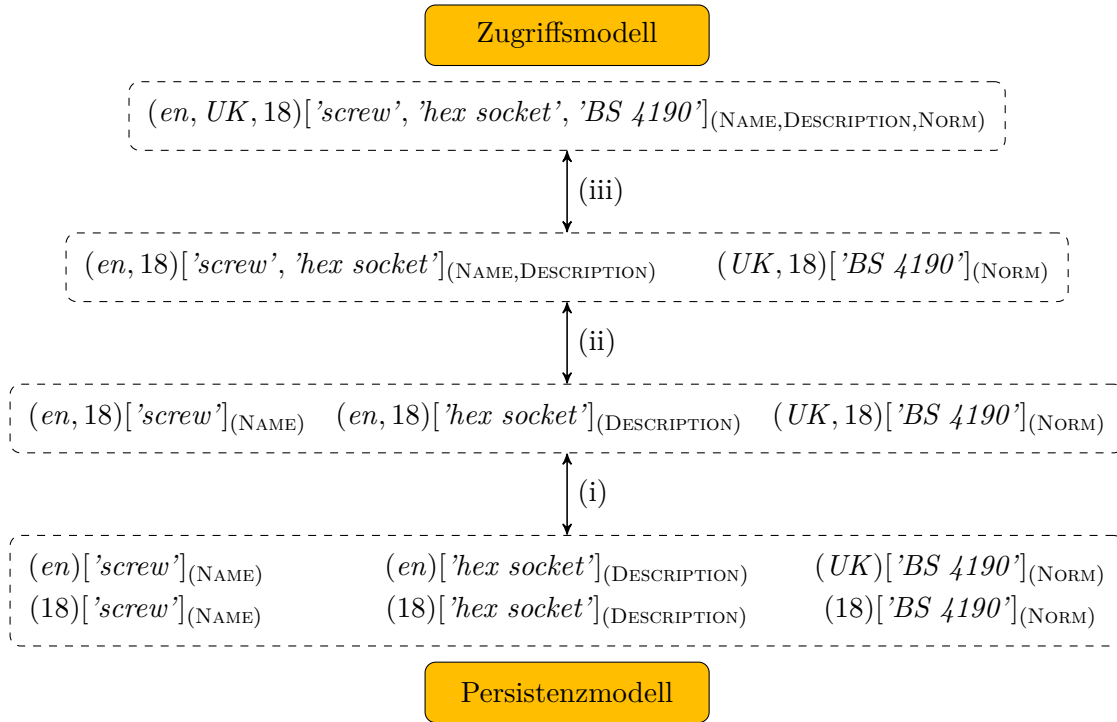 Zugriffsmodell
(en, UK, 18)['screw', 'hex socket', 'BS 4190'](NAME,DESCRIPTION,NORM)
(iii)
(en, 18)['screw', 'hex socket'](NAME,DESCRIPTION) (UK, 18)['BS 4190'](NORM)
(ii)
(en, 18)['screw'](NAME) (en, 18)['hex socket'](DESCRIPTION) (UK, 18)['BS 4190'](NORM)
(i)
(en)['screw'](NAME) (en)['hex socket'](DESCRIPTION) (UK)['BS 4190'](NORM)
(18)['screw'](NAME) (18)['hex socket'](DESCRIPTION) (18)['BS 4190'](NORM)
Persistenzmodell